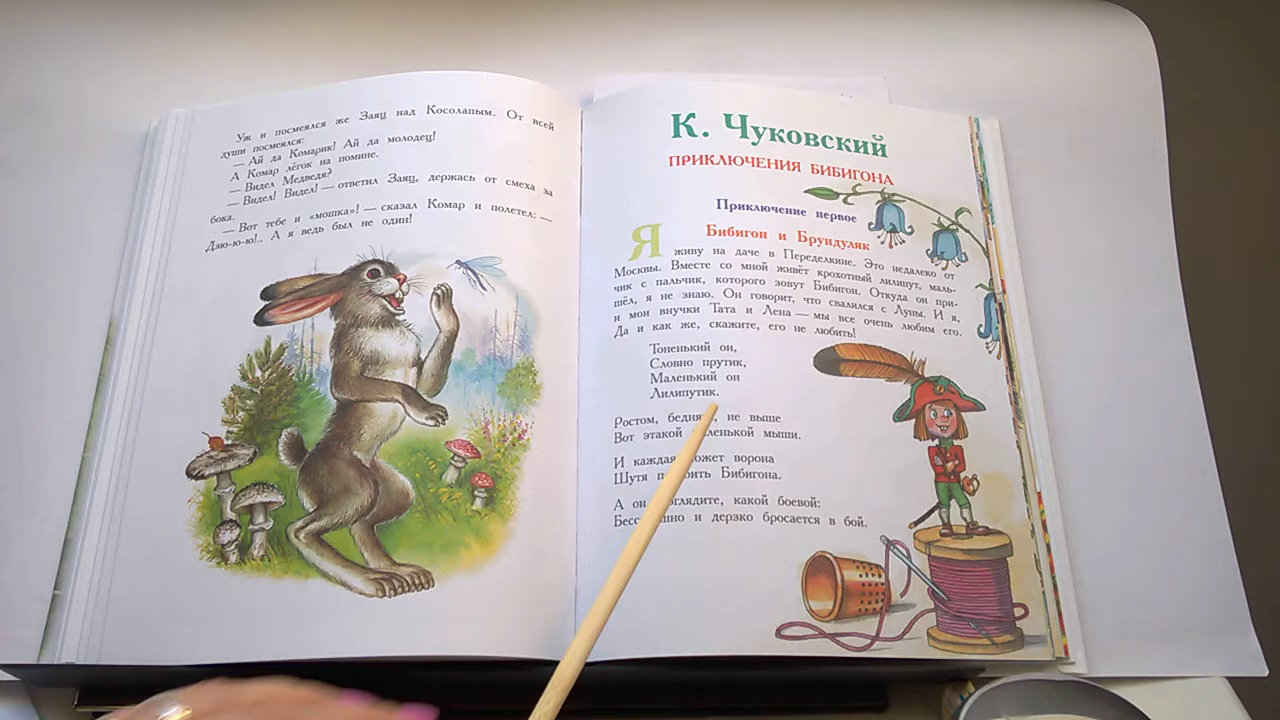 Уж и посмеялся же Заяц над Косолапым. От всей
души посмеялся:
— Ай да Комарик! Ай да молодец!
А Комар лёгок на помине.
— Видел Медведя?
— Видел! Видел! — ответил Заяц, держась от смеха за
бока.
— Вот тебе и «мошка»! — сказал Комар и полетел: —
Дзю-ю-ю!.. А я ведь был не один!
К. Чуковский
ПРИКЛЮЧЕНИЯ БИБИГОНА
Приключение первое
Бибигон и Брундуляк
Я живу на даче в Переделкине. Это недалеко от
Москвы. Вместе со мной живёт крохотный лилипут, маль-
чик с пальчик, которого зовут Бибигон. Откуда он при-
шёл, я не знаю. Он говорит, что свалился с Луны. И я,
и мои внучки Тата и Лена — мы все очень любим его.
Да и как же, скажите, его не любить!
Тоненький он,
Словно прутик,
Маленький он
Лилипутик.
Ростом, не выше
Вот этакой мыши.
И каждая может ворона
Шутя Бибигона.
А он какой боевой:
и дерзко бросается в бой.